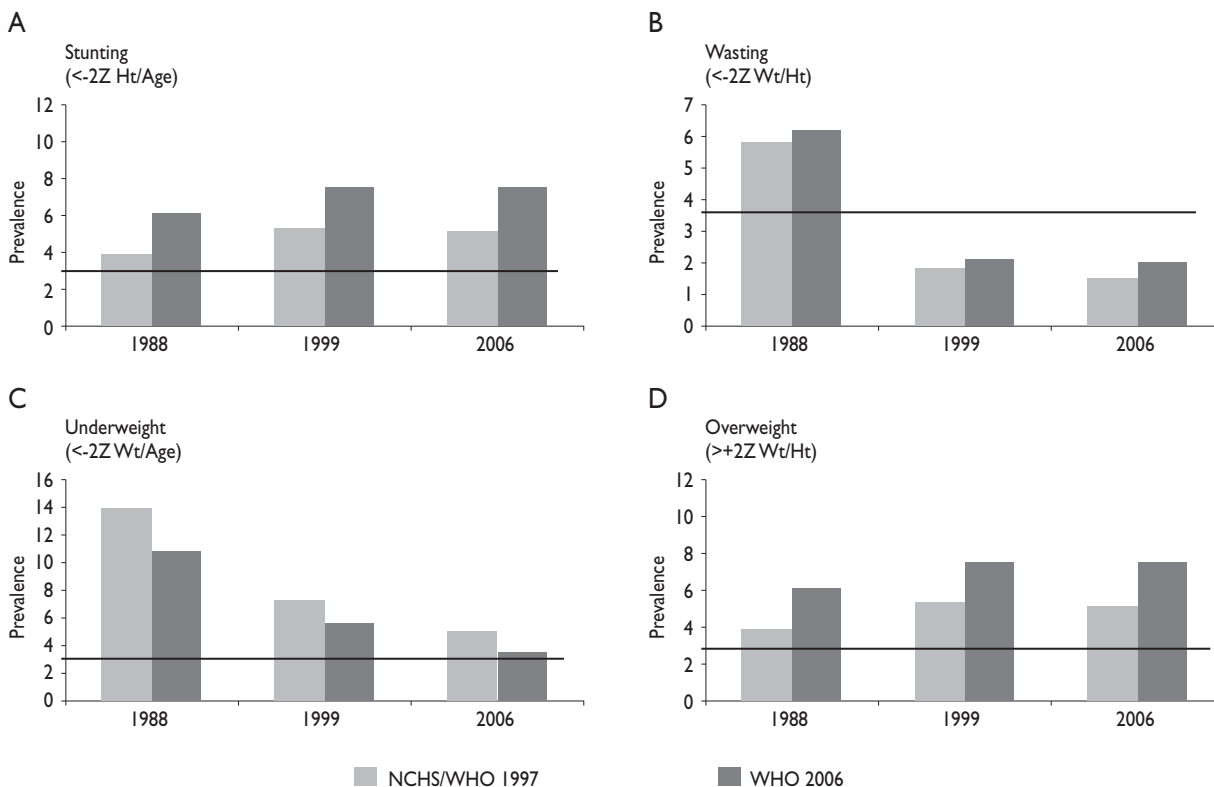 A
Stunting
(<-2Z Ht/Age)
Prevalence
12
10
8
6
4
2
0
1988 1999 2006
B
Wasting
(<-2Z Wt/Ht)
Prevalence
7
6
5
4
3
2
1
0
1988 1999 2006
C
Underweight
(<-2Z Wt/Age)
Prevalence
16
14
12
10
8
6
4
2
0
1988 1999 2006
D
Overweight
(>+2Z Wt/Ht)
Prevalence
12
10
8
6
4
2
0
1988 1999 2006
NCHS/WHO 1997 WHO 2006